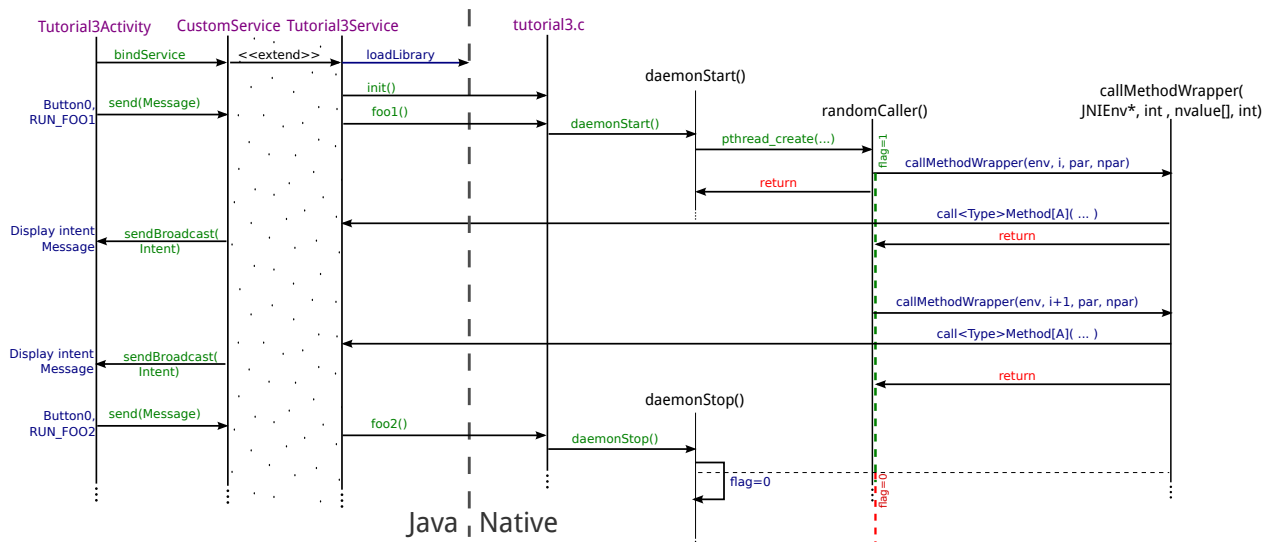 Tutorial3Activity
CustomService
Tutorial3Service
tutorial3.c
bindService
<<extend>>
loadLibrary
daemonStart()
callMethodWrapper(
JNIEnv*, int , nvalue[], int)
init()
Button0,
RUN_FOO1
send(Message)
foo1()
randomCaller()
daemonStart()
pthread_create(...)
flag=1
callMethodWrapper(env, i, par, npar)
return
call<Type>Method[A]( ... )
Display intent
Message
sendBroadcast(
Intent)
return
callMethodWrapper(env, i+1, par, npar)
call<Type>Method[A]( ... )
Display intent
Message
sendBroadcast(
Intent)
return
daemonStop()
Button0,
RUN_FOO2
send(Message)
foo2()
daemonStop()
flag=0
flag=0
Java
Native